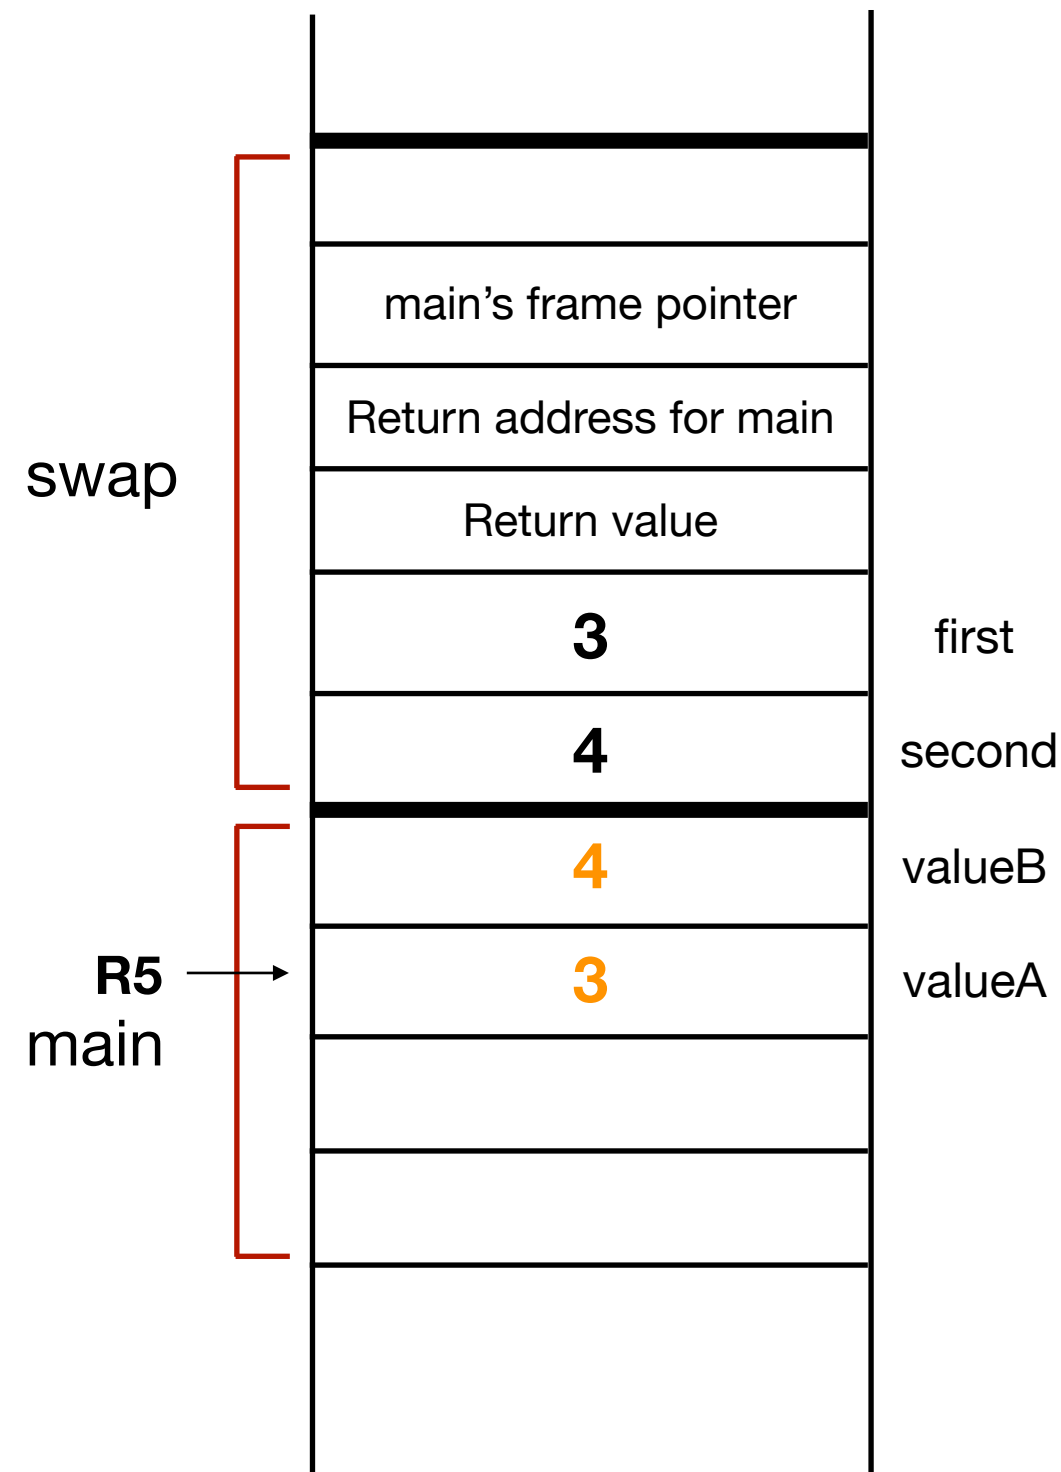 main's frame pointer
Return address for main
swap
Return value
3 first
4 second
4 valueB
R5
3 valueA
main